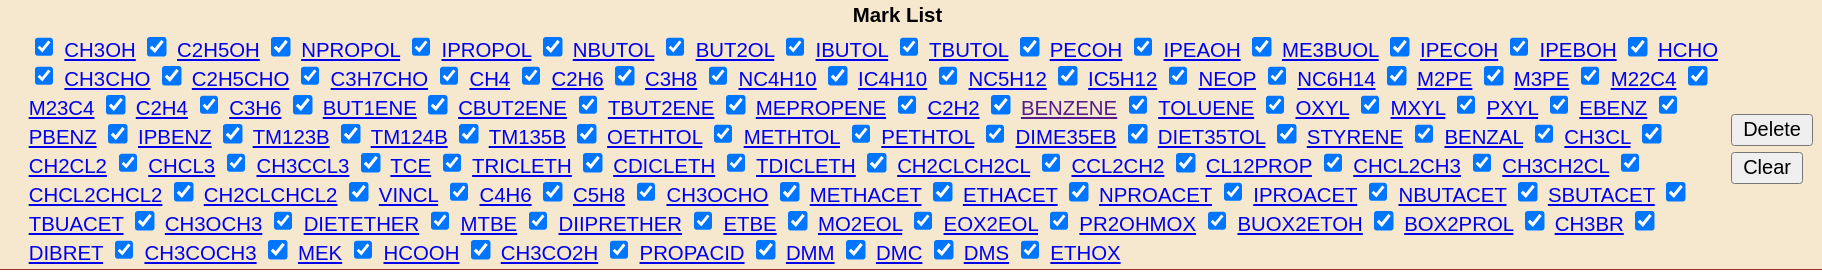 Mark List
CH3OH C2H5OH NPROPOL IPROPOL NBUTOL BUT2OL IBUTOL TBUTOL PECOH IPEAOH ME3BUOL IPECOH IPEBOH HCHO
CH3CHO C2H5CHO C3H7CHO CH4 C2H6 C3H8 NC4H10 IC4H10 NC5H12 IC5H12 NEOP NC6H14 M2PE M3PE M22C4
M23C4 C2H4 C3H6 BUT1ENE CBUT2ENE TBUT2ENE MEPROPENE C2H2 BENZENE TOLUENE OXYL MXYL PXYL EBENZ
PBENZ IPBENZ TM123B TM124B TM135B OETHTOL METHTOL PETHTOL DIME35EB DIET35TOL STYRENE BENZAL CH3CL
CH2CL2 CHCL3 CH3CCL3 TCE TRICLETH CDICLETH TDICLETH CH2CLCH2CL CCL2CH2 CL12PROP CHCL2CH3 CH3CH2CL
CHCL2CHCL2 CH2CLCHCL2 VINCL C4H6 C5H8 CH3OCHO METHACET ETHACET NPROACET IPROACET NBUTACET SBUTACET
TBUACET CH3OCH3 DIETETHER MTBE DIIPRETHER ETBE MO2EOL EOX2EOL PR2OHMOX BUOX2ETOH BOX2PROL CH3BR
DIBRET CH3COCH3 MEK HCOOH CH3CO2H PROPACID DMM DMC DMS ETHOX
Delete
Clear